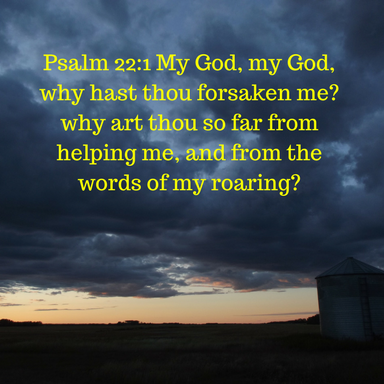 Psalm 22:1 My God, my God,
why hast thou forsaken me?
why art thou so far from
helping me, and from the
words of my roaring?